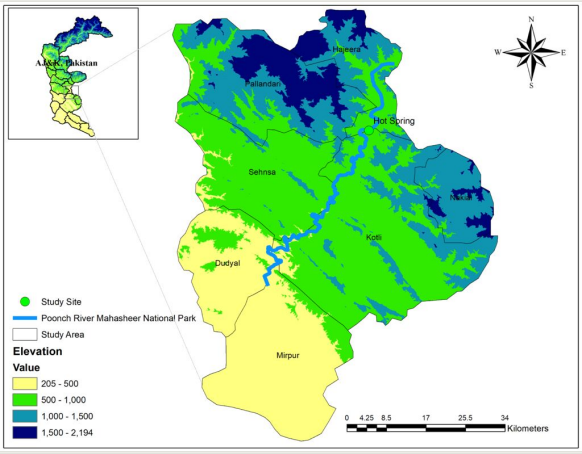 AJ&K, Pakistan
N
W
E
S
Hajeera
Pallandari
Hot Spring
Sehnsa
Nakial
Kotli
Dudyal
Mirpur
Study Site
Poonch River Mahasheer National Park
Study Area
Elevation
Value
205 - 500
500 - 1,000
1,000 - 1,500
1,500 - 2,194
0 4.25 8.5 17 25.5 34
Kilometers